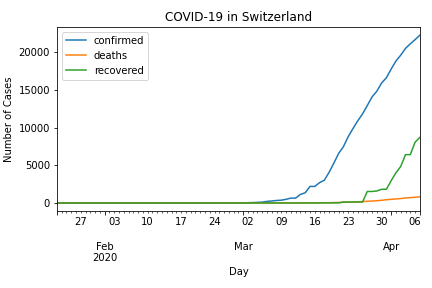 COVID-19 in Switzerland
confirmed
deaths
recovered
Number of Cases
20000
15000
10000
5000
0
27 03 10 17 24 02 09 16 23 30 06
Feb Mar Apr
2020
Day